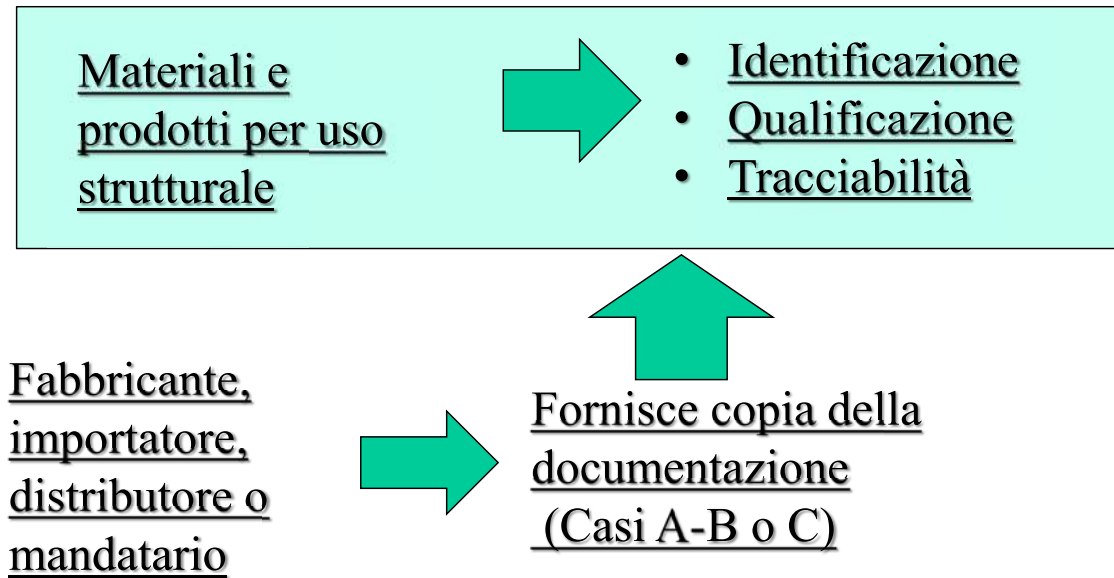 Materiali e
prodotti per uso
strutturale
• Identificazione
• Qualificazione
• Tracciabilità
Fabbricante,
importatore,
distributore o
mandatario
Fornisce copia della
documentazione
(Casi A-B o C)